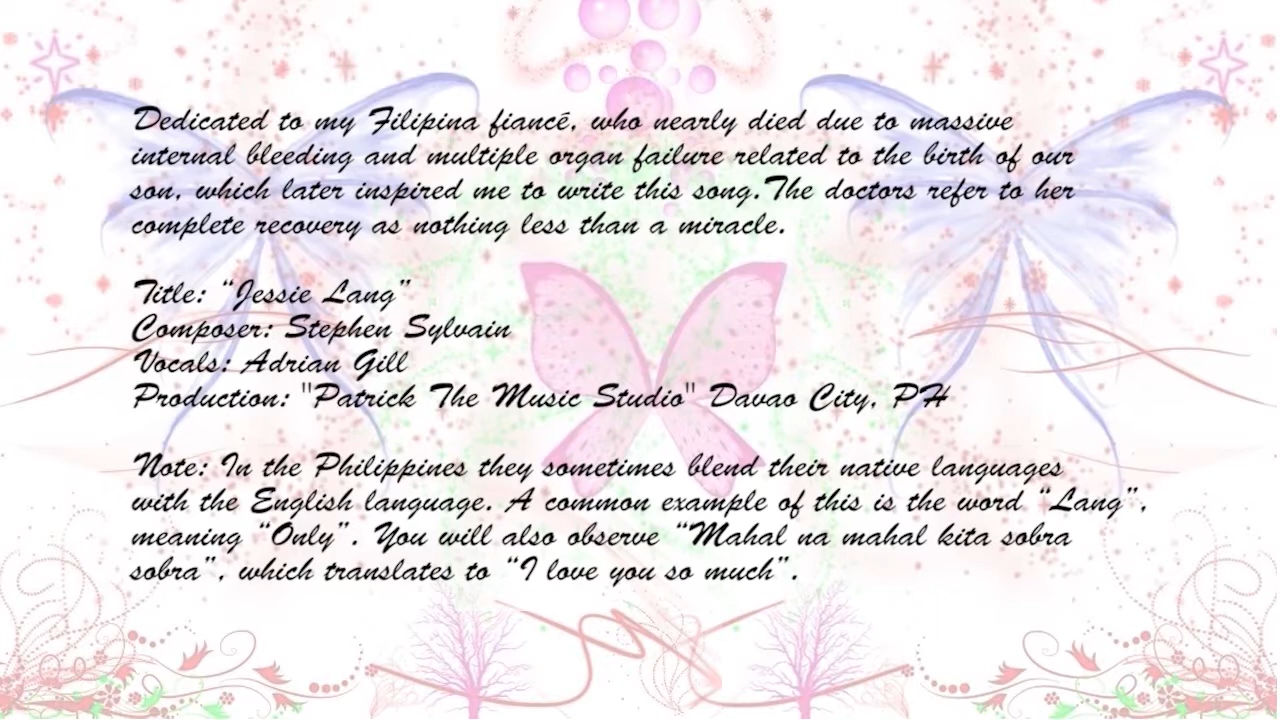 Dedicated to my Filipina fiancē, who nearly died due to massive
internal bleeding and multiple organ failure related to the birth of our
son, which later inspired me to write this song.The doctors refer to her
complete recovery as nothing less than a miracle.
Title: “Jessie Lang”
Composer: Stephen Sylvain
Vocals: Adrian Gill
Production: "Patrick The Music Studio" Davao City, PH
Note: In the Philippines they sometimes blend their native languages
with the English language. A common example of this is the word “Lang”,
meaning “Only”. You will also observe “Mahal na mahal kita sobra
sobra”, which translates to “I love you so much”.